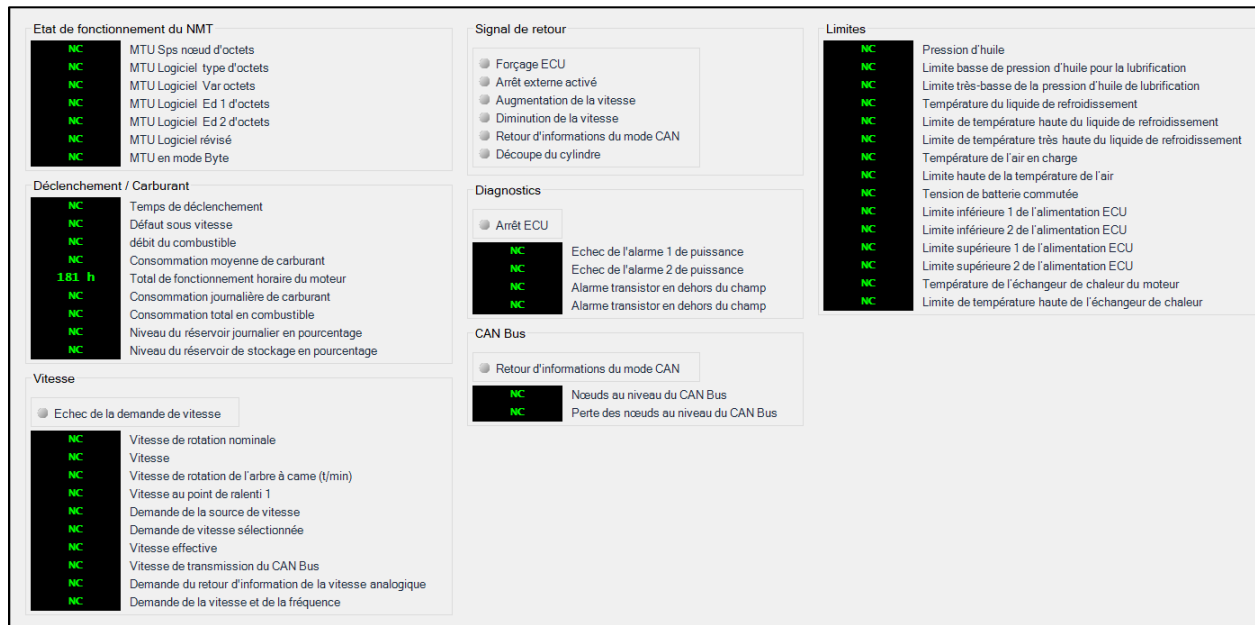 Etat de fonctionnement du NMT
NC MTU Sps nœud d'octets
NC MTU Logiciel type d'octets
NC MTU Logiciel Var octets
NC MTU Logiciel Ed 1 d'octets
NC MTU Logiciel Ed 2 d'octets
NC MTU Logiciel révisé
NC MTU en mode Byte
Déclenchement / Carburant
NC Temps de déclenchement
NC Défaut sous vitesse
NC débit du combustible
NC Consommation moyenne de carburant
181 h Total de fonctionnement horaire du moteur
NC Consommation journalière de carburant
NC Consommation total en combustible
NC Niveau du réservoir journalier en pourcentage
NC Niveau du réservoir de stockage en pourcentage
Vitesse
Echec de la demande de vitesse
NC Vitesse de rotation nominale
NC Vitesse
NC Vitesse de rotation de l'arbre à came (t/min)
NC Vitesse au point de ralenti 1
NC Demande de la source de vitesse
NC Demande de vitesse sélectionnée
NC Vitesse effective
NC Vitesse de transmission du CAN Bus
NC Demande du retour d'information de la vitesse analogique
NC Demande de la vitesse et de la fréquence
Signal de retour
Forçage ECU
Arrêt externe activé
Augmentation de la vitesse
Diminution de la vitesse
Retour d'informations du mode CAN
Découpe du cylindre
Diagnostics
Arrêt ECU
NC Echec de l'alarme 1 de puissance
NC Echec de l'alarme 2 de puissance
NC Alarme transistor en dehors du champ
NC Alarme transistor en dehors du champ
CAN Bus
Retour d'informations du mode CAN
NC Nœuds au niveau du CAN Bus
NC Perte des nœuds au niveau du CAN Bus
Limites
NC Pression d'huile
NC Limite basse de pression d'huile pour la lubrification
NC Limite très-basse de la pression d'huile de lubrification
NC Température du liquide de refroidissement
NC Limite de température haute du liquide de refroidissement
NC Limite de température très haute du liquide de refroidissement
NC Température de l'air en charge
NC Limite haute de la température de l'air
NC Tension de batterie commutée
NC Limite inférieure 1 de l'alimentation ECU
NC Limite inférieure 2 de l'alimentation ECU
NC Limite supérieure 1 de l'alimentation ECU
NC Limite supérieure 2 de l'alimentation ECU
NC Température de l'échangeur de chaleur du moteur
NC Limite de température haute de l'échangeur de chaleur